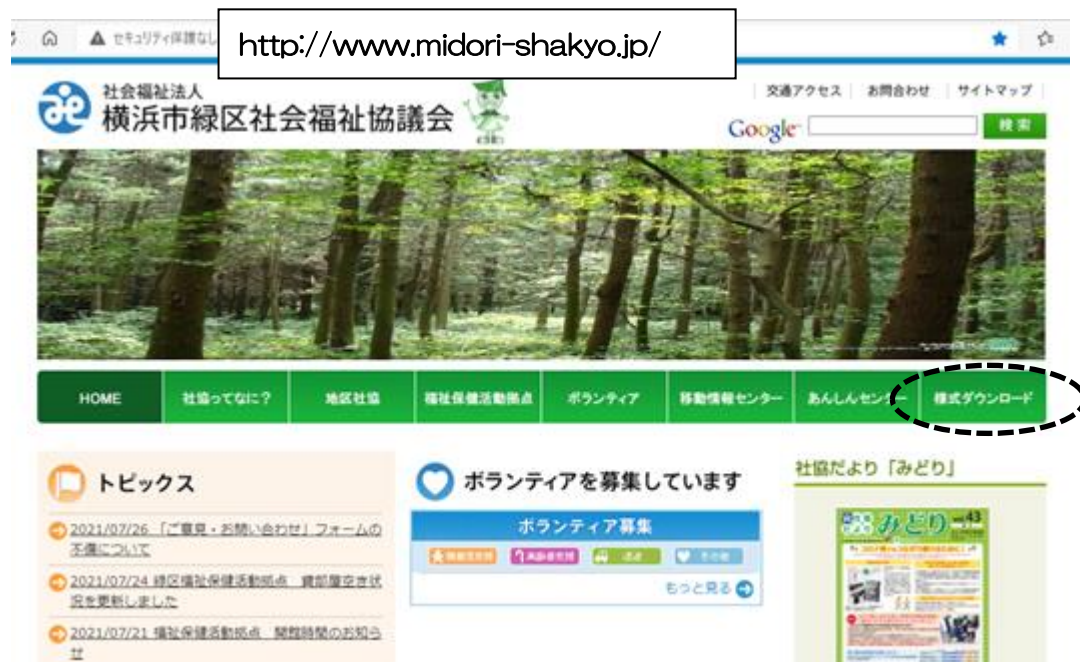 セキュリティ保護なし
http://www.midori-shakyo.jp/
社会福祉法人
横浜市緑区社会福祉協議会
交通アクセス お問合わせ サイトマップ
Google 検索
HOME 社協ってなに？ 地区社協 福祉保健活動拠点 ボランティア 移動情報センター あんしんセンター 様式ダウンロード
トピックス
2021/07/26 「ご意見・お問い合わせ」フォームの
不備について
2021/07/24 緑区福祉保健活動拠点 貸部屋空き状
況を更新しました
2021/07/21 福祉保健活動拠点 開館時間のお知ら
せ
ボランティアを募集しています
ボランティア募集
もっと見る
社協だより「みどり」
みどり 43